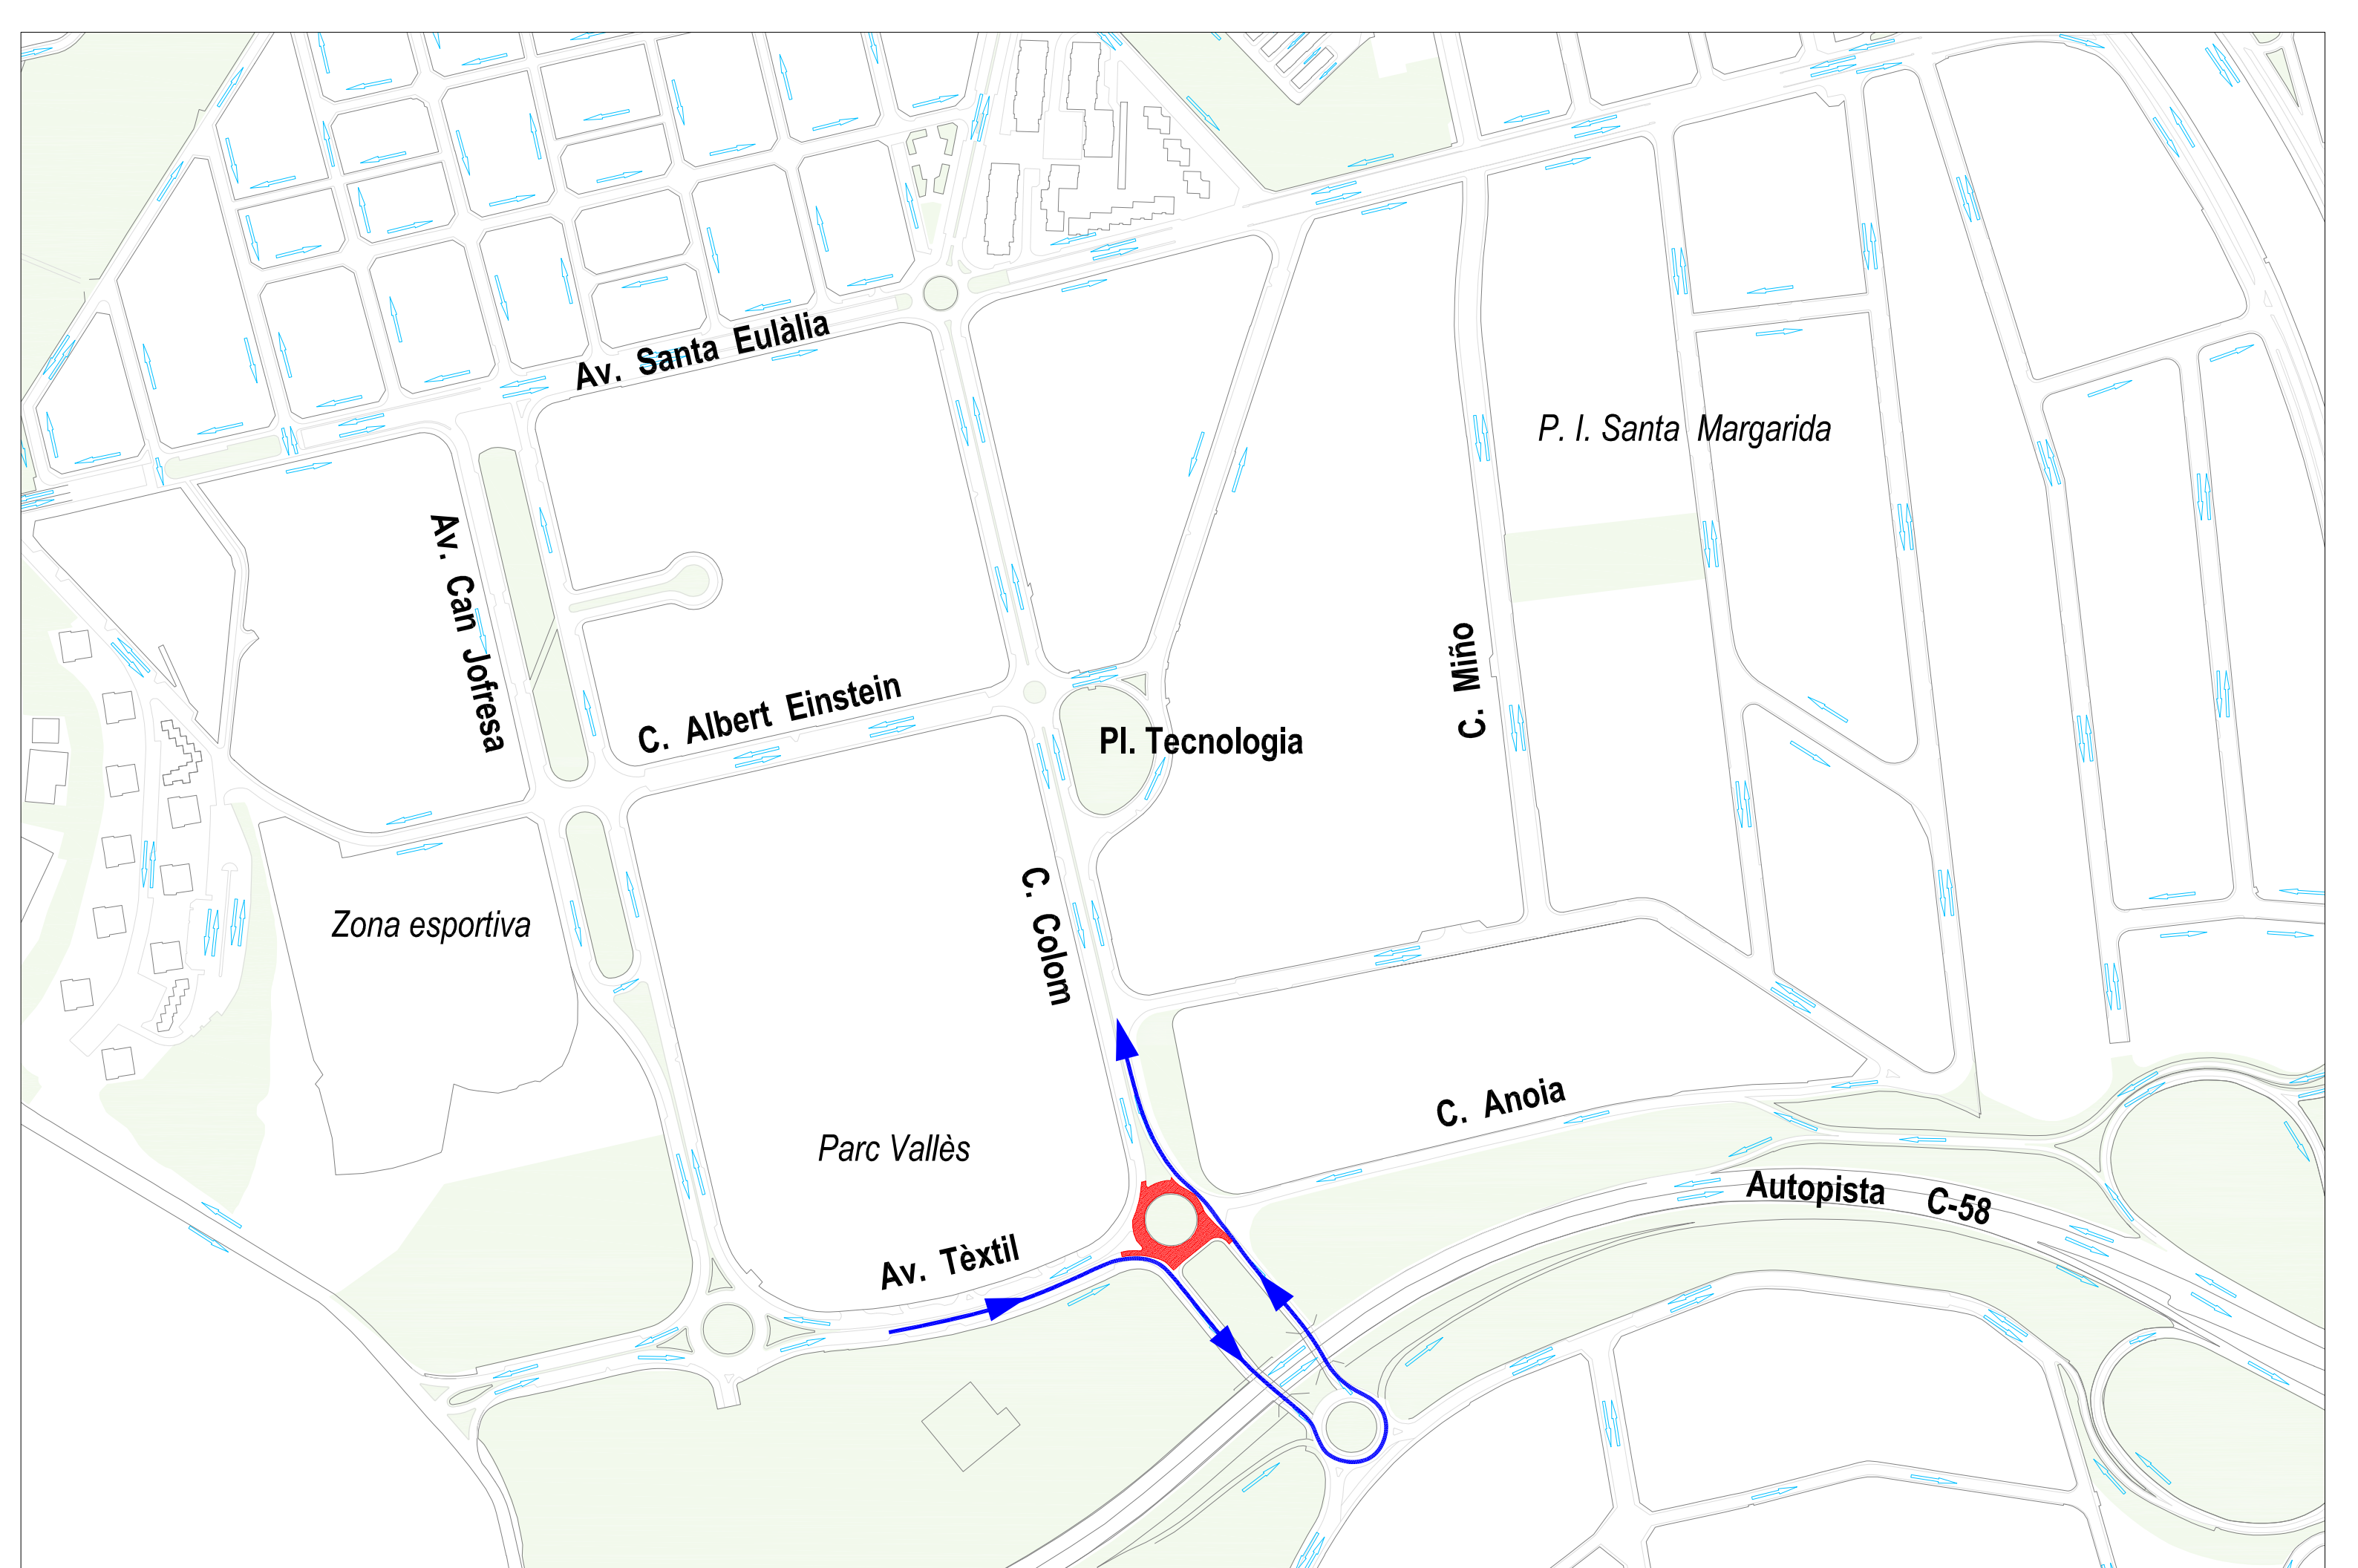 Av. Santa Eulàlia
P. I. Santa Margarida
Av. Can Jofresa
C. Miño
C. Albert Einstein
Pl. Tecnologia
Zona esportiva
C. Colom
C. Anoia
Parc Vallès
Autopista C-58
Av. Tèxtil